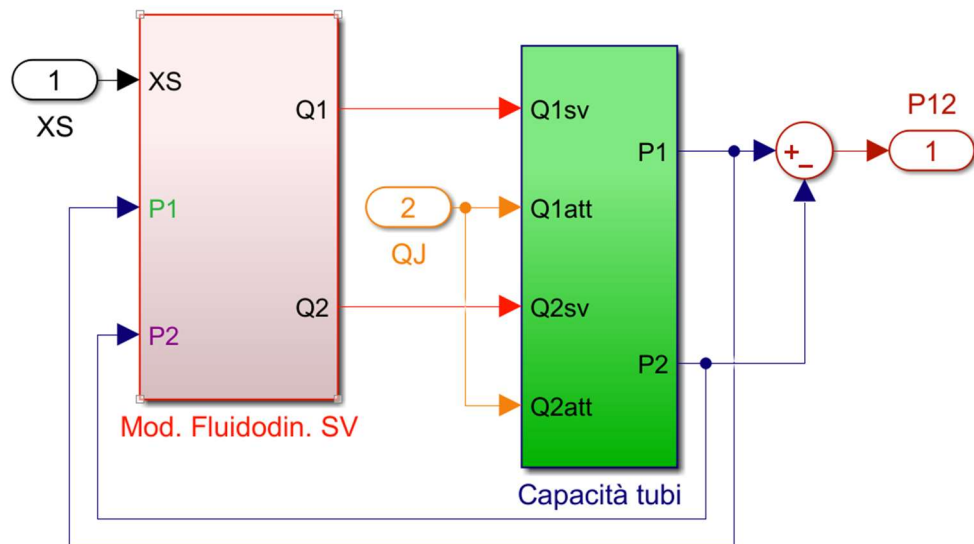 1
XS
XS
P1
P2
Q1
Q2
Mod. Fluidodin. SV
2
QJ
Q1sv
Q1att
Q2sv
Q2att
P1
P2
Capacità tubi
P12
+
−
1